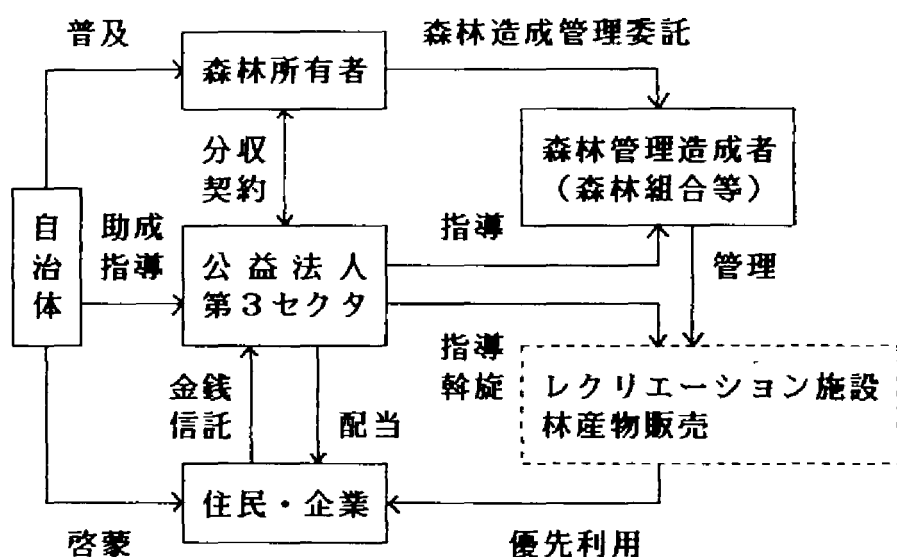 普及
森林造成管理委託
森林所有者
分収
契約
森林管理造成者
（森林組合等）
自治体
助成
指導
公益法人
第３セクタ
指導
管理
指導
斡旋
レクリエーション施設
林産物販売
金銭
信託
配当
住民・企業
啓蒙
優先利用